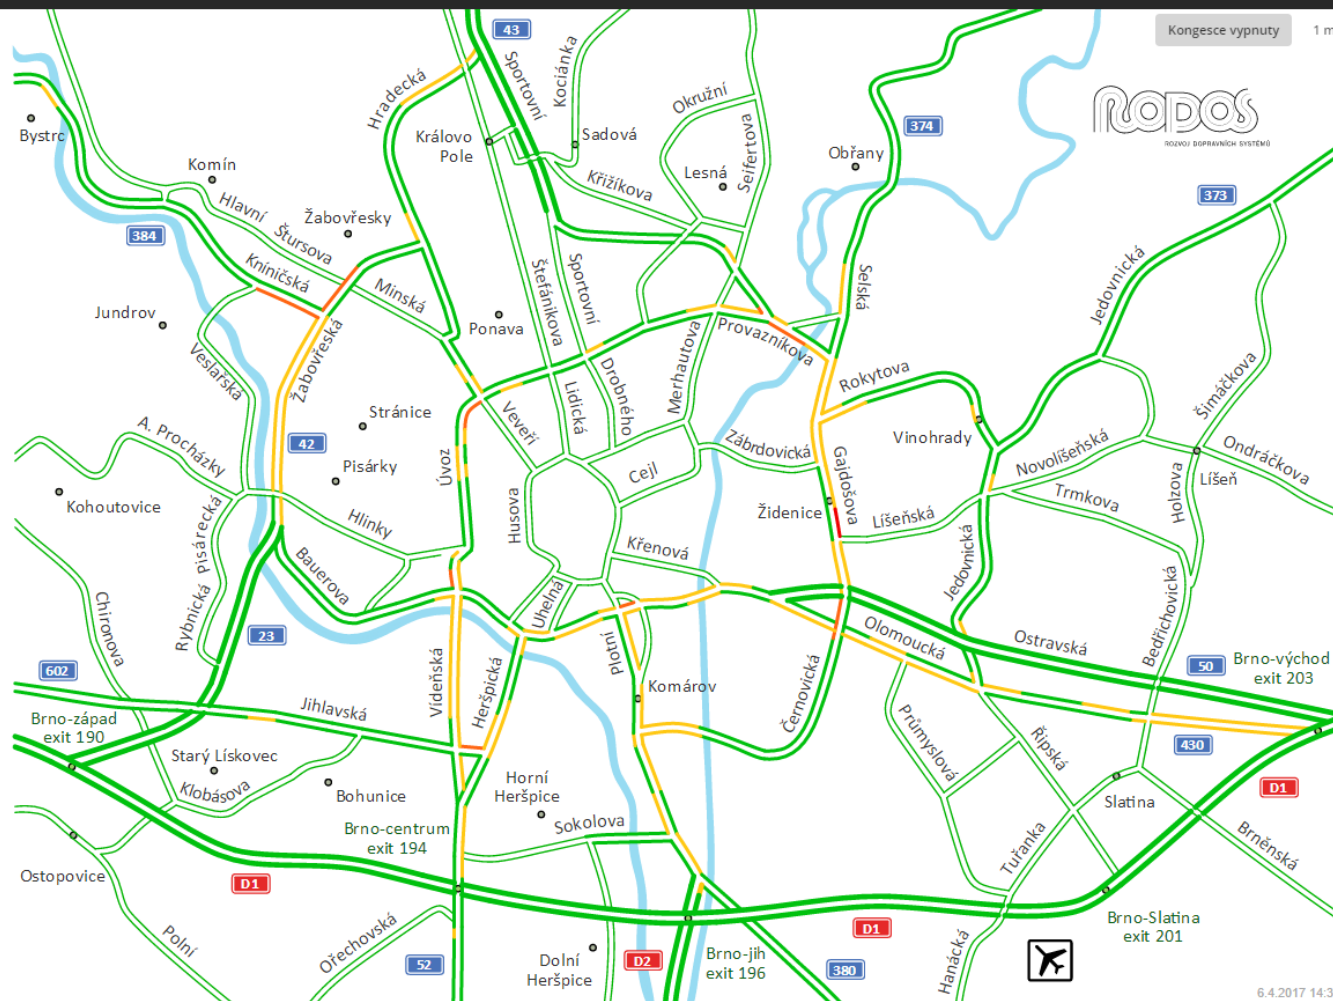 Kongesce vypnuty
1 m
43
Sportovní
Kociánka
Hradecká
Okružní
RODOS
ROZVOJ DOPRAVNÍCH SYSTÉMŮ
374
Bystrc
Královo
Pole
Sadová
Seifertova
Obřany
Komín
Lesná
Křižíkova
373
Hlavní
Žabovřesky
384
Štursova
Kníničská
Minská
Štefánikova
Sportovní
Selská
Jedovnická
Jundrov
Ponava
Provazníkova
Žabovřeská
Veslařská
Merhautova
Drobného
Rokytova
Šimáčkova
Lidická
Stránice
Veveří
A. Procházky
42
Zábrdovická
Vinohrady
Novolíšeňská
Ondráčkova
Pisárky
Úvoz
Cejl
Gajdošova
Líšeň
Kohoutovice
Trmkova
Holzova
Pisárecká
Hlinky
Husova
Židenice
Líšeňská
Křenová
Bauerova
Jedovnická
Chironova
Rybnická
Uhelná
Bedřichovická
23
Olomoucká
Ostravská
602
Plotní
50
Brno-východ
exit 203
Vídeňská
Heršpická
Komárov
Černovická
Brno-západ
exit 190
Jihlavská
Průmyslová
Řípská
430
Starý Lískovec
Klobásova
Bohunice
Horní
Heršpice
Slatina
D1
Brno-centrum
exit 194
Sokolova
Tuřanka
Brněnská
Ostopovice
D1
Brno-Slatina
exit 201
Polní
Ořechovská
D1
52
Dolní
Heršpice
D2
Brno-jih
exit 196
380
Hanácká
6.4.2017 14:3